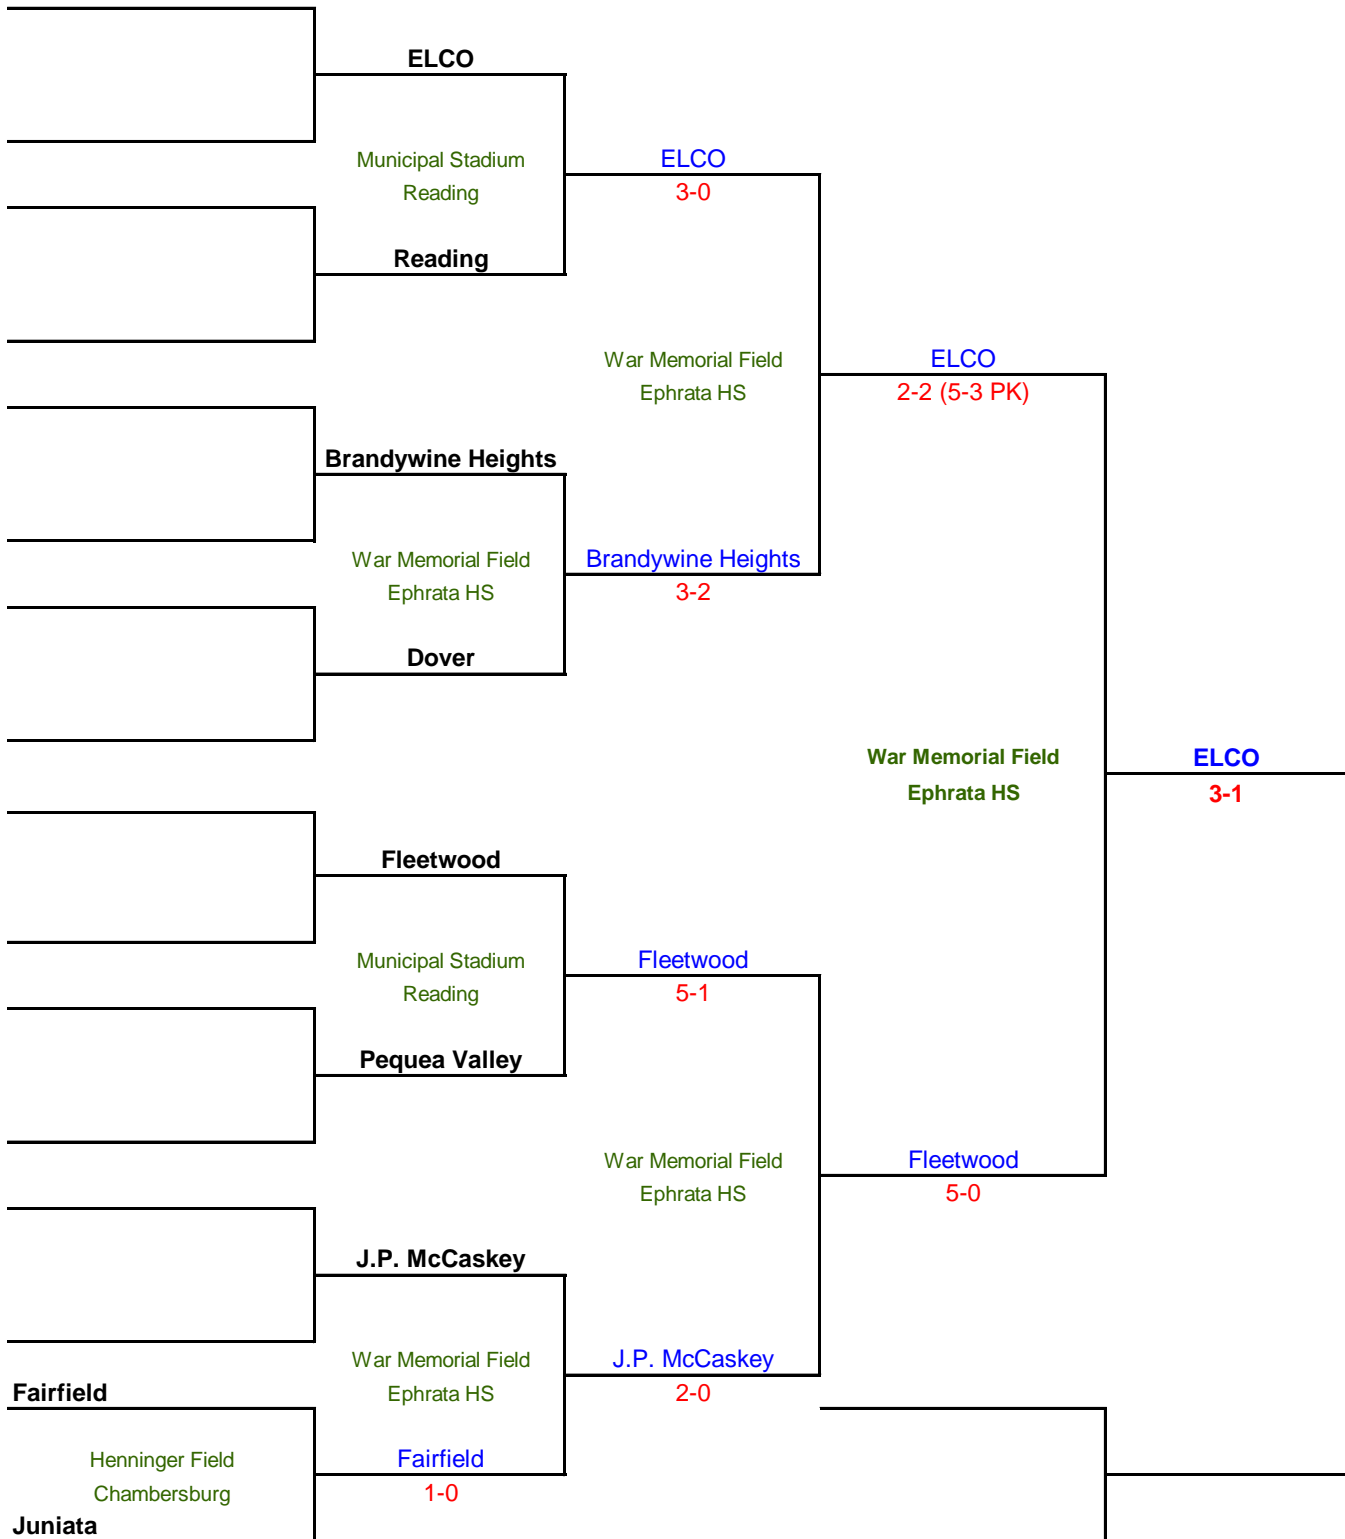 ELCO
Municipal Stadium
Reading
ELCO
3-0
Reading
War Memorial Field
Ephrata HS
ELCO
2-2 (5-3 PK)
Brandywine Heights
War Memorial Field
Ephrata HS
Brandywine Heights
3-2
Dover
War Memorial Field
Ephrata HS
ELCO
3-1
Fleetwood
Municipal Stadium
Reading
Fleetwood
5-1
Pequea Valley
War Memorial Field
Ephrata HS
Fleetwood
5-0
J.P. McCaskey
War Memorial Field
Ephrata HS
J.P. McCaskey
2-0
Fairfield
Henninger Field
Chambersburg
Fairfield
1-0
Juniata